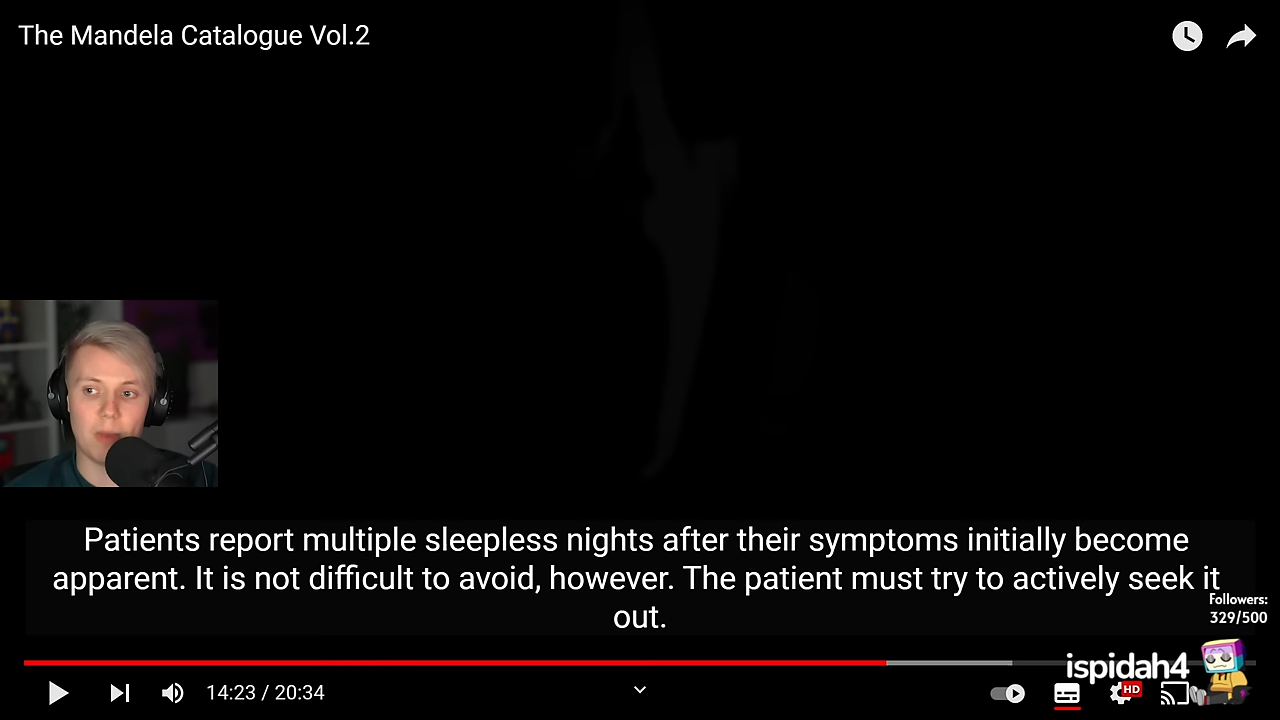 The Mandela Catalogue Vol.2
Patients report multiple sleepless nights after their symptoms initially become
apparent. It is not difficult to avoid, however. The patient must try to actively seek it
out.
Followers:
329/500
ispidah4
14:23 / 20:34
HD